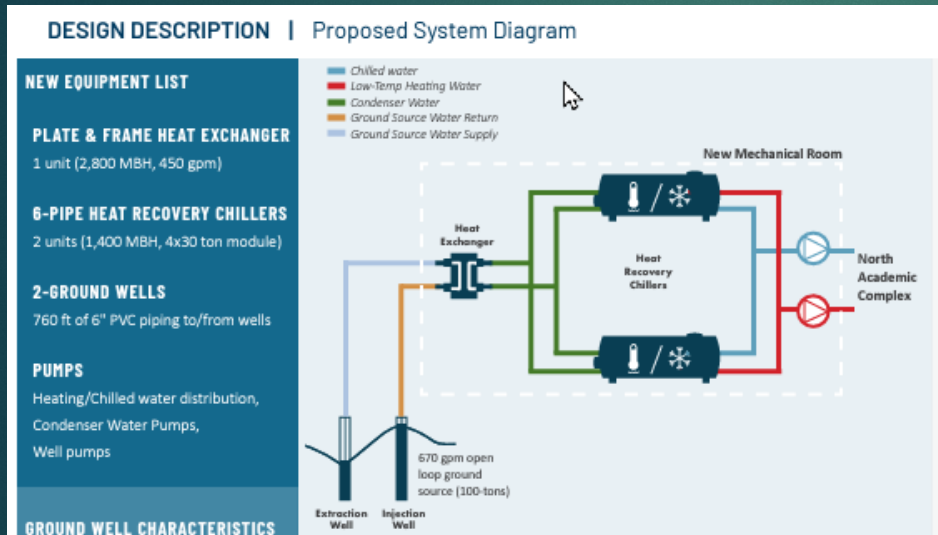 DESIGN DESCRIPTION | Proposed System Diagram
NEW EQUIPMENT LIST
PLATE & FRAME HEAT EXCHANGER
1 unit (2,800 MBH, 450 gpm)
6-PIPE HEAT RECOVERY CHILLERS
2 units (1,400 MBH, 4x30 ton module)
2-GROUND WELLS
760 ft of 6" PVC piping to/from wells
PUMPS
Heating/Chilled water distribution,
Condenser Water Pumps,
Well pumps
GROUND WELL CHARACTERISTICS
Chilled water
Low-Temp Heating Water
Condenser Water
Ground Source Water Return
Ground Source Water Supply
New Mechanical Room
Heat
Exchanger
Heat
Recovery
Chillers
North
Academic
Complex
670 gpm open
loop ground
source (100-tons)
Extraction
Well
Injection
Well